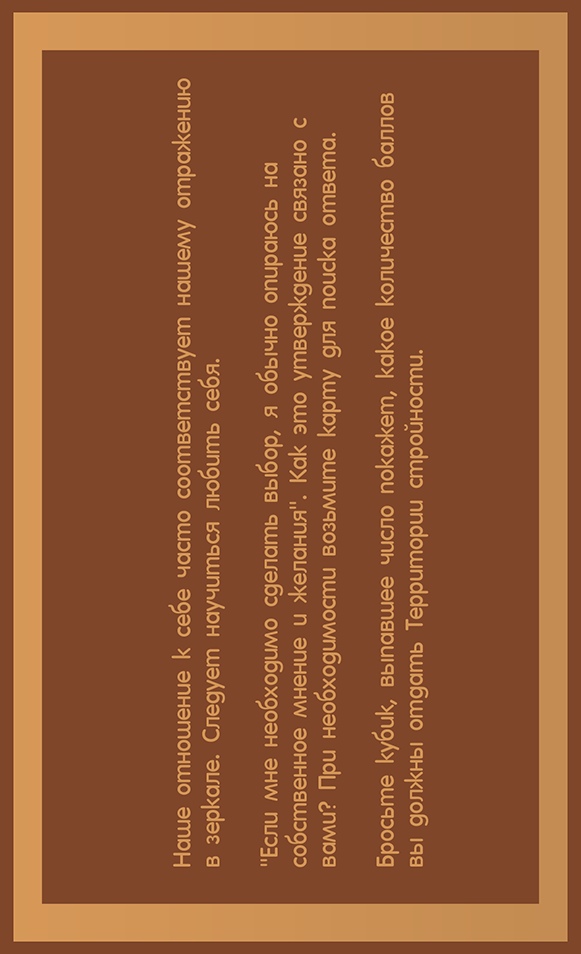 Наше отношение к себе часто соответствует нашему отражению
в зеркале. Следует научиться любить себя.
"Если мне необходимо сделать выбор, я обычно опираюсь на
собственное мнение и желания". Как это утверждение связано с
вами? При необходимости возьмите карту для поиска ответа.
Бросьте кубик, выпавшее число покажет, какое количество баллов
вы должны отдать Территории стройности.